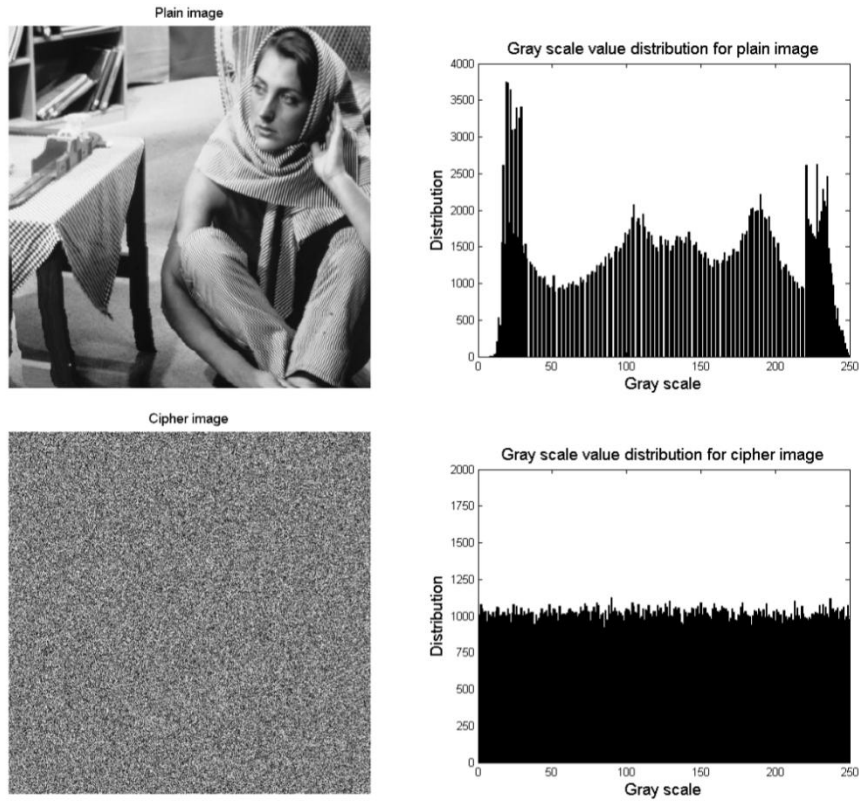 Plain image
Gray scale value distribution for plain image
4000
3500
3000
2500
2000
1500
1000
500
0
Distribution
0 50 100 150 200 250
Gray scale
Cipher image
Gray scale value distribution for cipher image
2000
1750
1500
1250
1000
750
500
250
0
Distribution
0 50 100 150 200 250
Gray scale